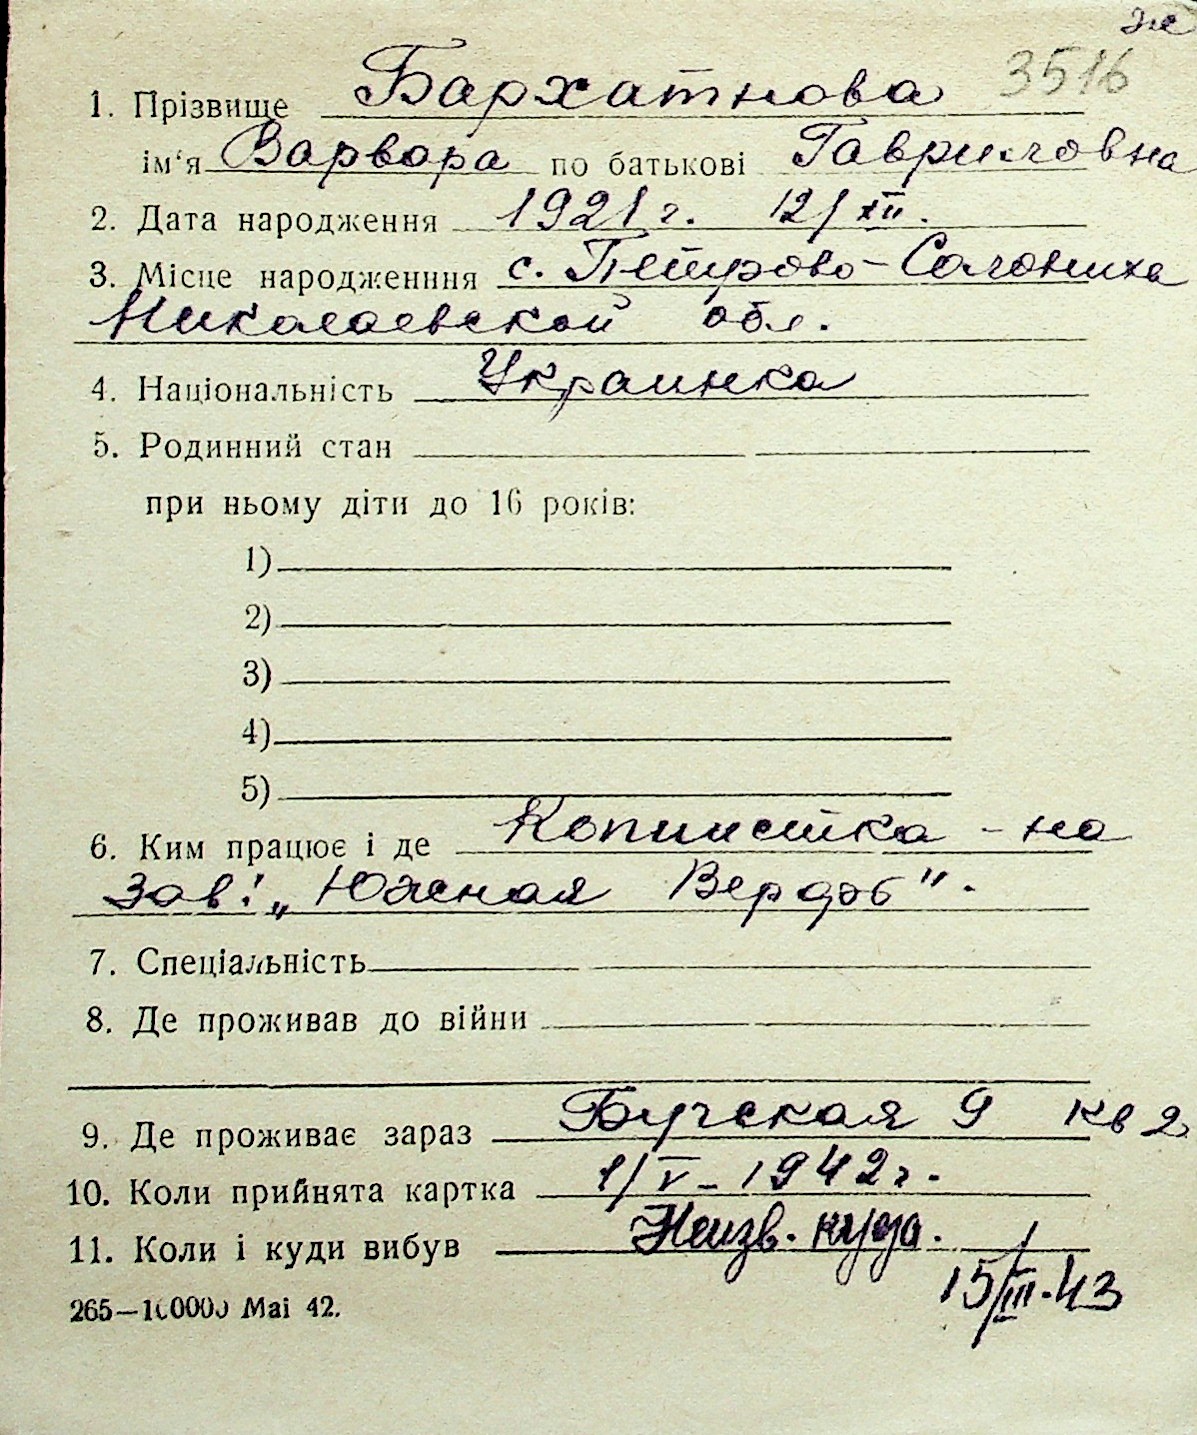 же
3516
1. Прізвище Бархатнова
ім‘я Варвора по батькові Гавриловна
2. Дата народження 1921 г. 12/XII.
3. Місце народженння с. Петрово-Солониха
Николаевской обл.
4. Національність Украинка
5. Родинний стан
при ньому діти до 16 років:
1)
2)
3)
4)
5)
6. Ким працює і де Копиистка - на
Зав. „Южная Верфь".
7. Спеціальність
8. Де проживав до війни
9. Де проживає зараз Бугская 9 кв 2
10. Коли прийнята картка 1/V - 1942 г.
11. Коли і куди вибув Неизв. куда.
15/III-43
265—100000 Mai 42.